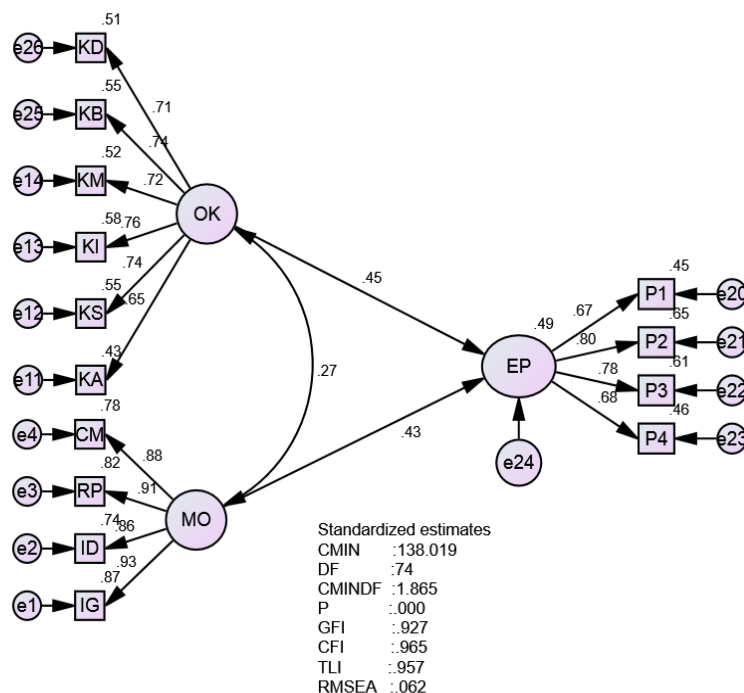 .51
e26 KD
.55
.71
e25 KB
.52
.74
e14 KM
.72
OK
.58 .76
e13 KI
.74
.55
.65
e12 KS
.43
e11 KA
.78
e4 CM
.88
.82
e3 RP
.91
MO
.74 .86
e2 ID
.93
.87
e1 IG
.45
.27
.43
.49
EP
e24
.45
.67
P1 e20
.65
.80
P2 e21
.61
.78
P3 e22
.46
.68
P4 e23
Standardized estimates
CMIN :138.019
DF :74
CMINDF :1.865
P :.000
GFI :.927
CFI :.965
TLI :.957
RMSEA :.062